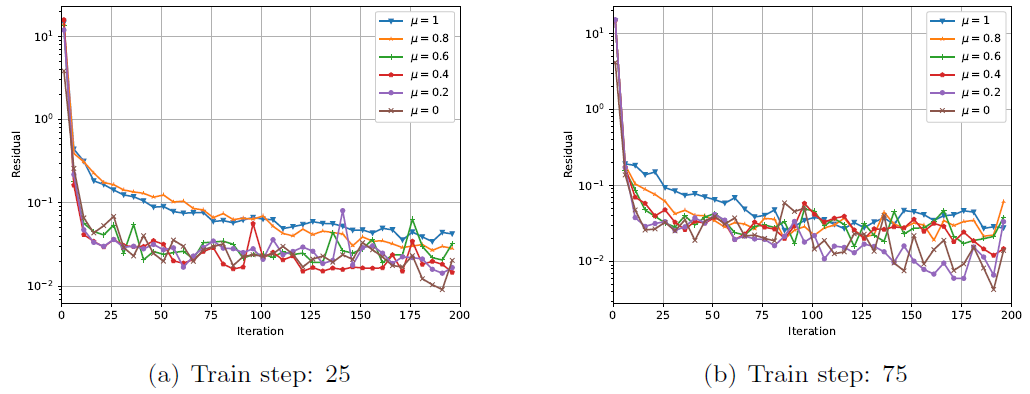 10¹
10⁰
10⁻¹
10⁻²
Residual
0 25 50 75 100 125 150 175 200
Iteration
μ = 1
μ = 0.8
μ = 0.6
μ = 0.4
μ = 0.2
μ = 0
(a) Train step: 25
10¹
10⁰
10⁻¹
10⁻²
Residual
0 25 50 75 100 125 150 175 200
Iteration
μ = 1
μ = 0.8
μ = 0.6
μ = 0.4
μ = 0.2
μ = 0
(b) Train step: 75